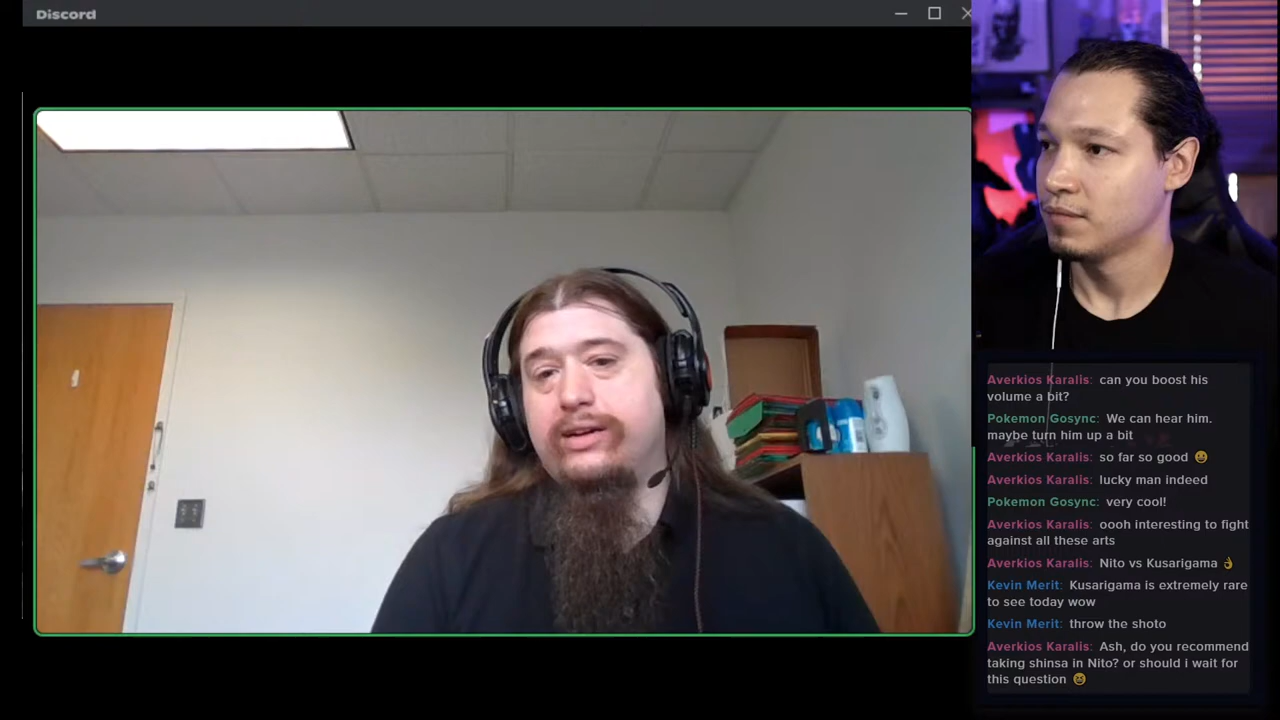 Discord
Averkios Karalis: can you boost his
volume a bit?
Pokemon Gosync: We can hear him.
maybe turn him up a bit
Averkios Karalis: so far so good 😆
Averkios Karalis: lucky man indeed
Pokemon Gosync: very cool!
Averkios Karalis: oooh interesting to fight
against all these arts
Averkios Karalis: Nito vs Kusarigama 👌
Kevin Merit: Kusarigama is extremely rare
to see today wow
Kevin Merit: throw the shoto
Averkios Karalis: Ash, do you recommend
taking shinsa in Nito? or should i wait for
this question 😆